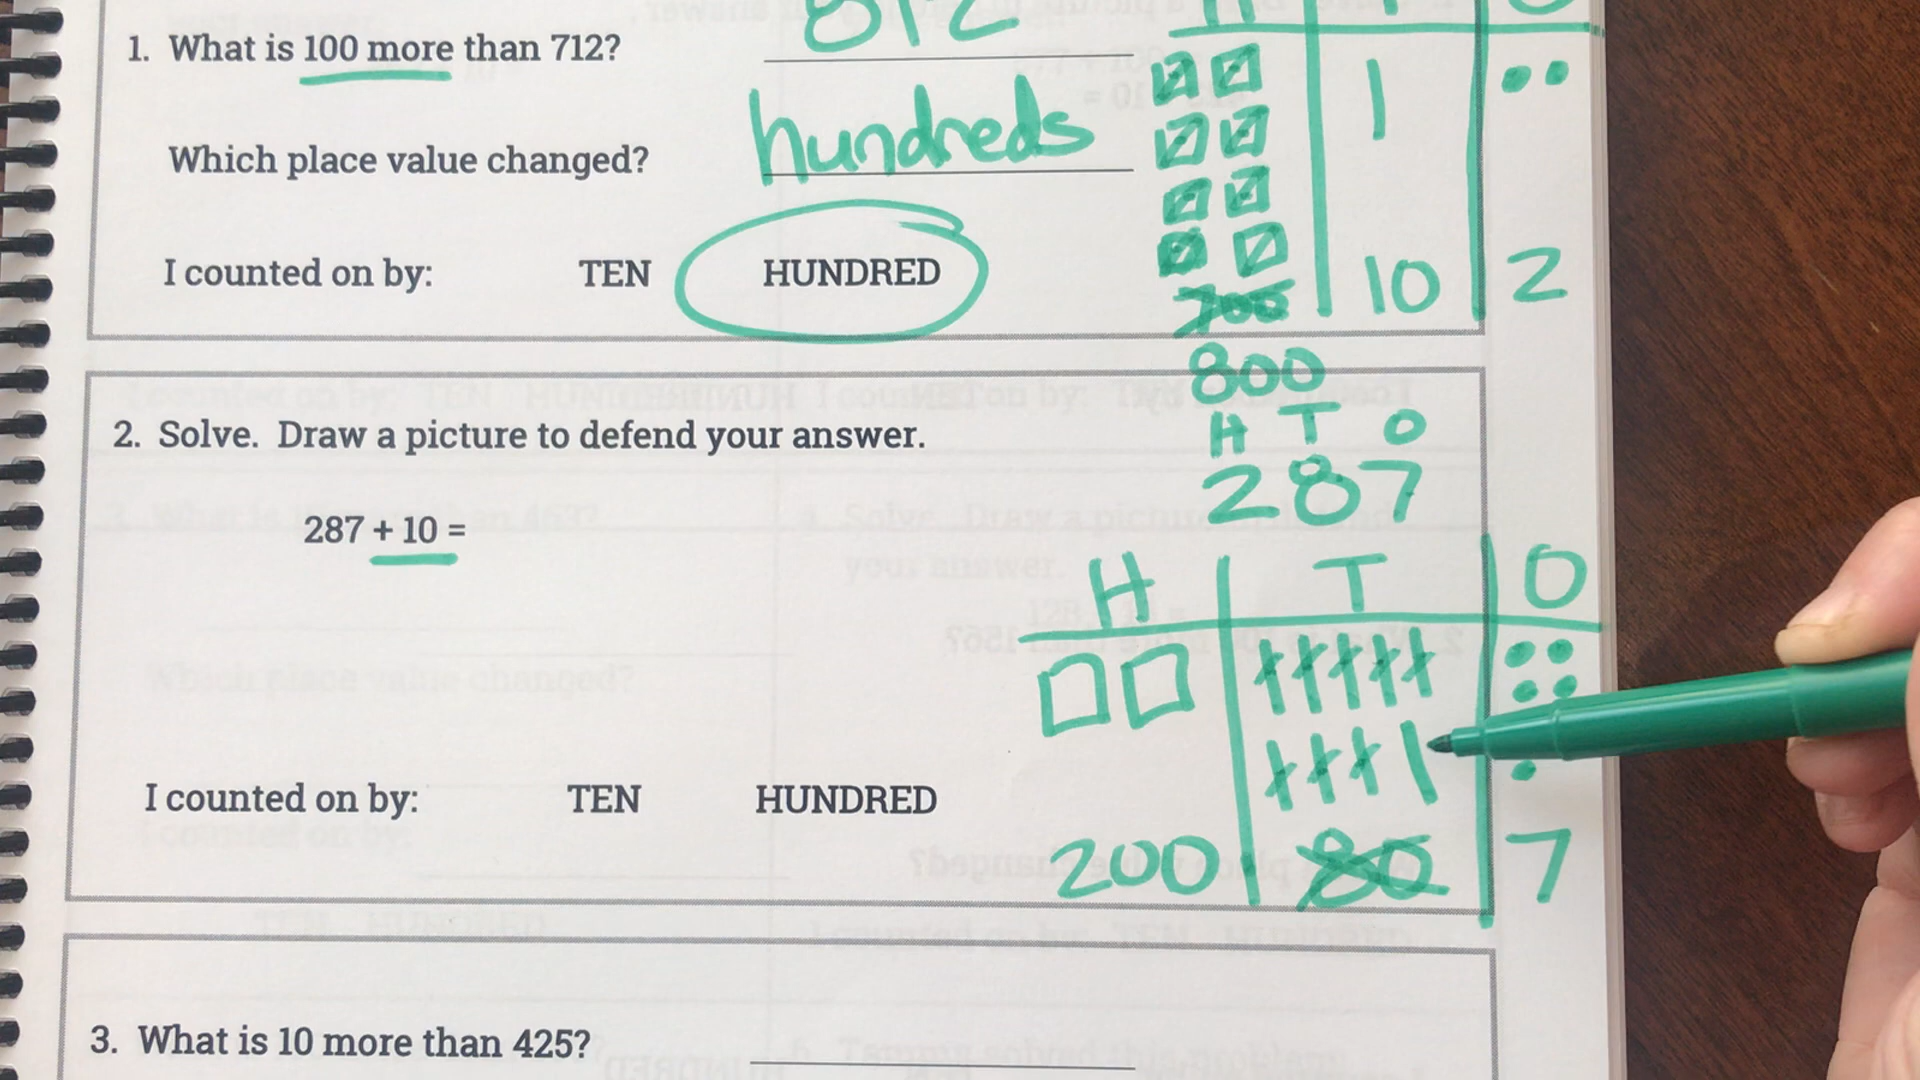 1. What is 100 more than 712? 812
Which place value changed? hundreds
I counted on by: TEN HUNDRED
H T O
10 2
700
800
2. Solve. Draw a picture to defend your answer.
H T O
287
287 + 10 =
H T O
I counted on by: TEN HUNDRED
200 80 7
3. What is 10 more than 425?